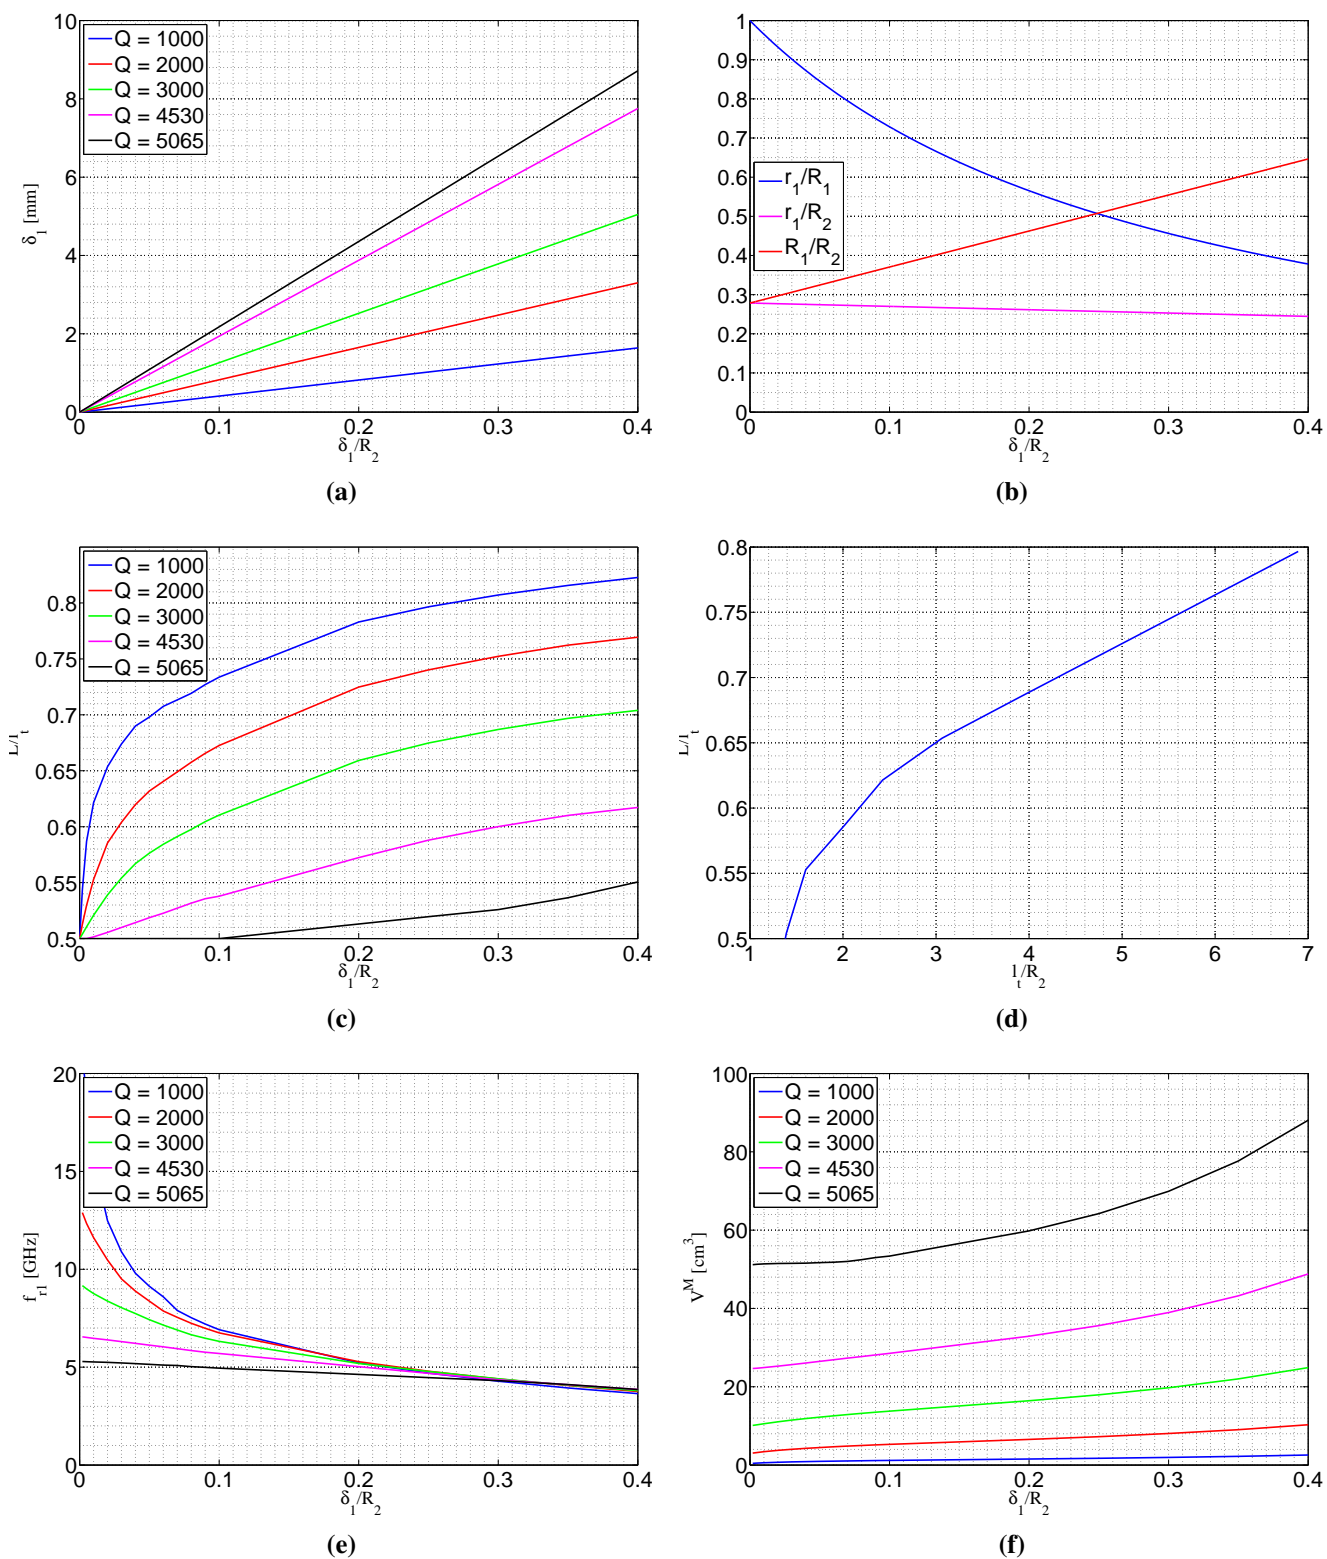 10
8
6
4
2
0
δ1 [mm]
Q = 1000
Q = 2000
Q = 3000
Q = 4530
Q = 5065
0 0.1 0.2 0.3 0.4
δ1/R2
(a)
1
0.9
0.8
0.7
0.6
0.5
0.4
0.3
0.2
0.1
0
r1/R1
r1/R2
R1/R2
0 0.1 0.2 0.3 0.4
δ1/R2
(b)
0.8
0.75
0.7
0.65
0.6
0.55
0.5
L/lt
Q = 1000
Q = 2000
Q = 3000
Q = 4530
Q = 5065
0 0.1 0.2 0.3 0.4
δ1/R2
(c)
0.8
0.75
0.7
0.65
0.6
0.55
0.5
L/lt
1 2 3 4 5 6 7
lt/R2
(d)
20
15
10
5
0
fr1 [GHz]
Q = 1000
Q = 2000
Q = 3000
Q = 4530
Q = 5065
0 0.1 0.2 0.3 0.4
δ1/R2
(e)
100
80
60
40
20
0
VM [cm3]
Q = 1000
Q = 2000
Q = 3000
Q = 4530
Q = 5065
0 0.1 0.2 0.3 0.4
δ1/R2
(f)